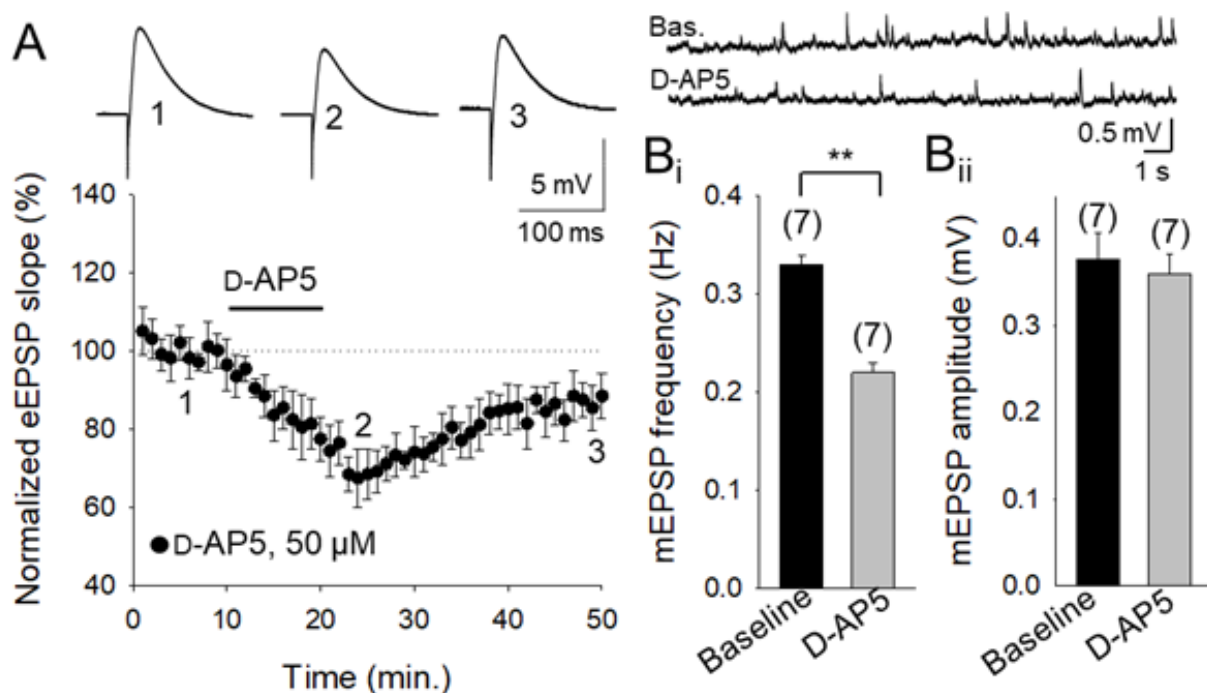 A
1
2
3
5 mV
100 ms
Normalized eEPSP slope (%)
140
120
100
80
60
40
D-AP5
1
2
3
D-AP5, 50 µM
0
10
20
30
40
50
Time (min.)
Bas.
D-AP5
0.5 mV
1 s
Bi
**
mEPSP frequency (Hz)
0.4
0.3
0.2
0.1
0.0
(7)
(7)
Baseline
D-AP5
Bii
mEPSP amplitude (mV)
0.4
0.3
0.2
0.1
0.0
(7)
(7)
Baseline
D-AP5